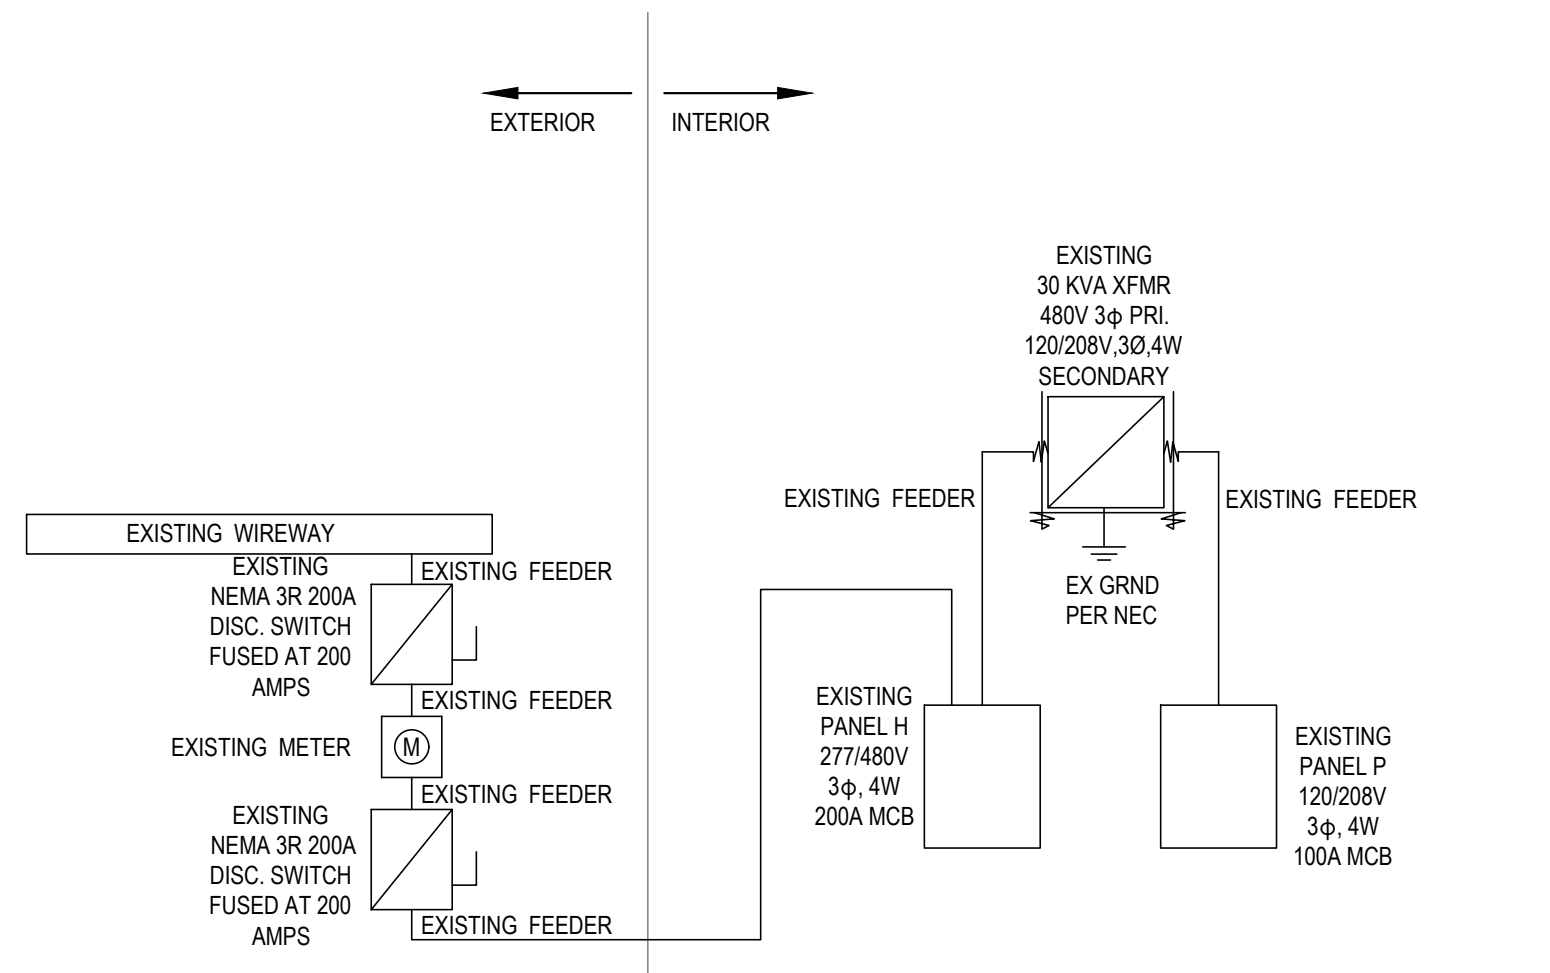 EXTERIOR
INTERIOR
EXISTING
30 KVA XFMR
480V 3ϕ PRI.
120/208V,3Ø,4W
SECONDARY
EXISTING FEEDER
EXISTING FEEDER
EX GRND
PER NEC
EXISTING WIREWAY
EXISTING FEEDER
EXISTING
NEMA 3R 200A
DISC. SWITCH
FUSED AT 200
AMPS
EXISTING FEEDER
EXISTING METER
M
EXISTING FEEDER
EXISTING
NEMA 3R 200A
DISC. SWITCH
FUSED AT 200
AMPS
EXISTING FEEDER
EXISTING
PANEL H
277/480V
3ϕ, 4W
200A MCB
EXISTING
PANEL P
120/208V
3ϕ, 4W
100A MCB